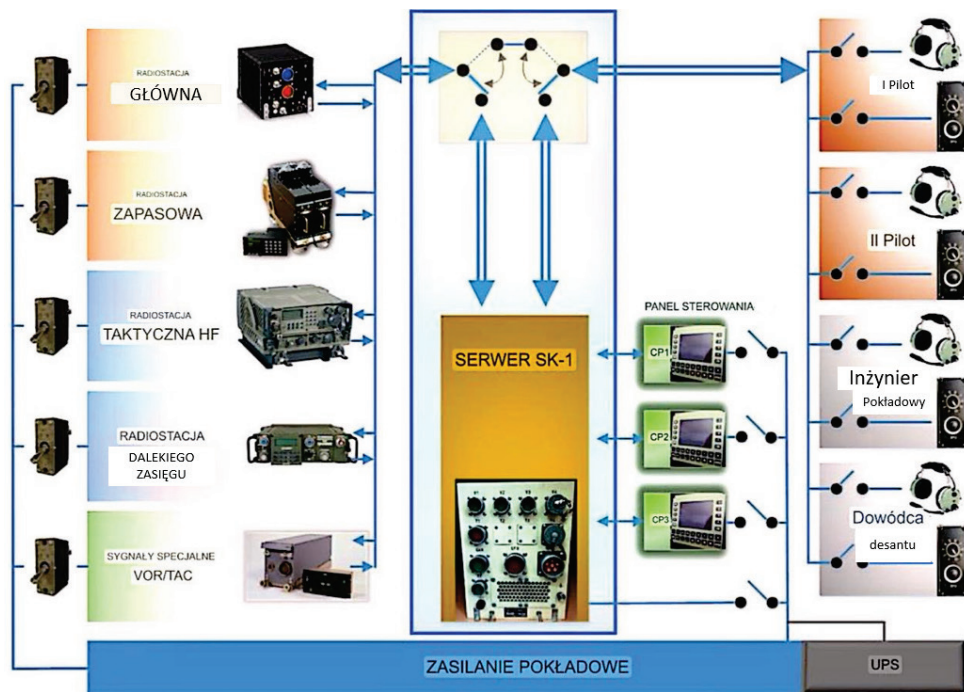 RADIOSTACJA
GŁÓWNA
RADIOSTACJA
ZAPASOWA
RADIOSTACJA
TAKTYCZNA HF
RADIOSTACJA
DALEKIEGO
ZASIĘGU
SYGNAŁY SPECJALNE
VOR/TAC
SERWER SK-1
PANEL STEROWANIA
CP1
CP2
CP3
I Pilot
II Pilot
Inżynier
Pokładowy
Dowódca
desantu
ZASILANIE POKŁADOWE
UPS